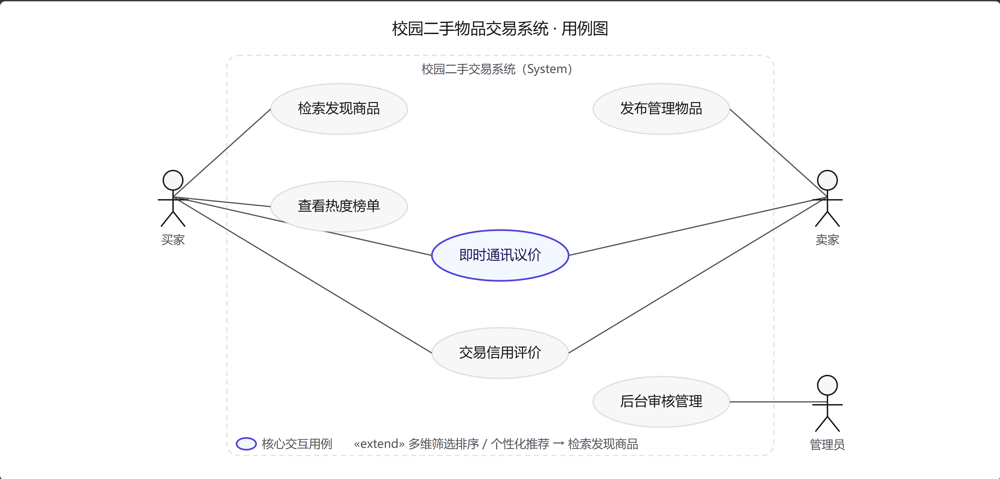 校园二手物品交易系统 · 用例图
校园二手交易系统（System）
检索发现商品
发布管理物品
查看热度榜单
买家
卖家
即时通讯议价
交易信用评价
后台审核管理
管理员
核心交互用例
«extend» 多维筛选排序 / 个性化推荐 → 检索发现商品